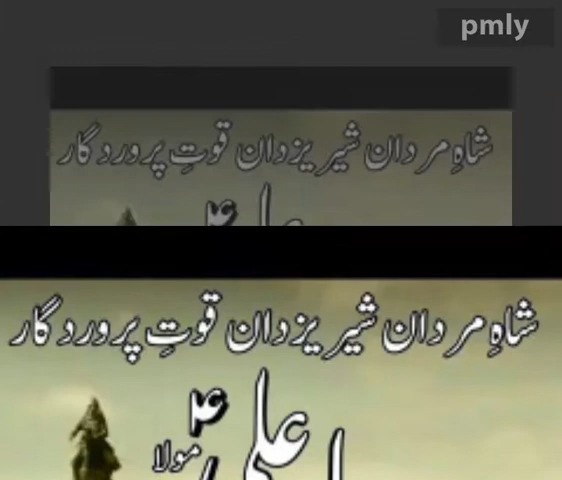 pmly
شاہِ مردان شیرِ یزدان قوتِ پروردگار
شاہِ مردان شیرِ یزدان قوتِ پروردگار
علی
مولا